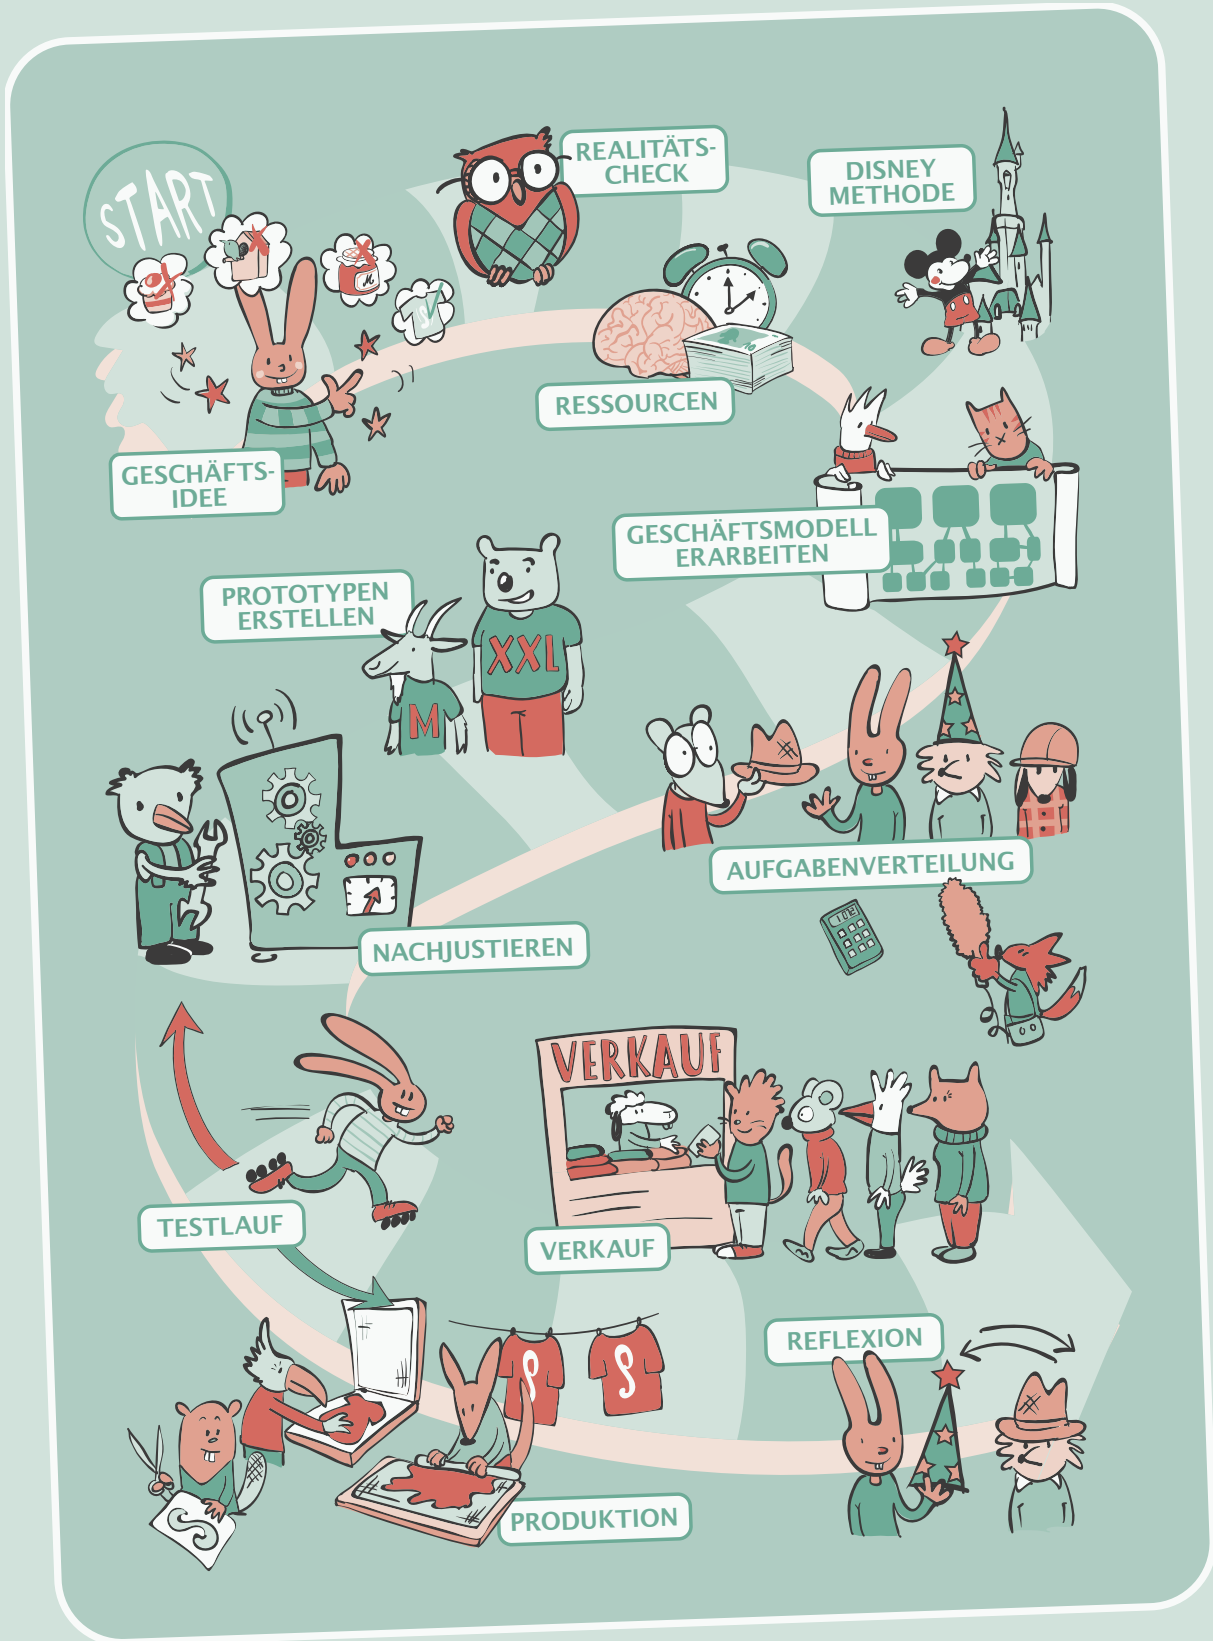 START
REALITÄTS-
CHECK
DISNEY
METHODE
M
S
10
RESSOURCEN
GESCHÄFTS-
IDEE
GESCHÄFTSMODELL
ERARBEITEN
PROTOTYPEN
ERSTELLEN
XXL
M
AUFGABENVERTEILUNG
NACHJUSTIEREN
VERKAUF
TESTLAUF
VERKAUF
REFLEXION
S
S
S
PRODUKTION